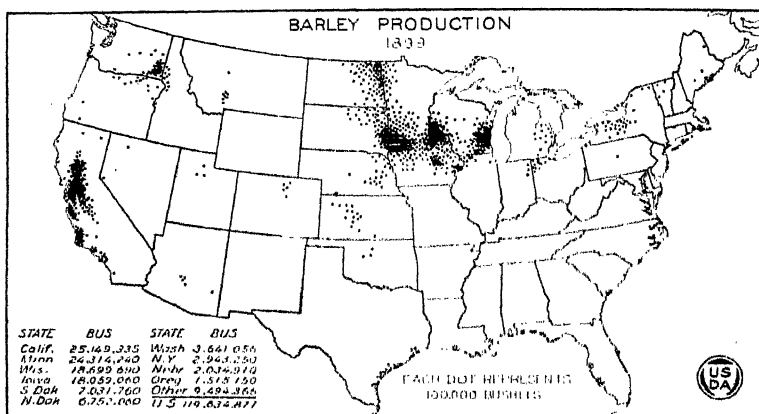 BARLEY PRODUCTION
1899
STATE BUS STATE BUS
Calif. 25,149,335 Wash 3,641,056
Minn 24,314,240 N.Y 2,943,250
Wis. 18,699,690 Nebr 2,034,910
Iowa 18,059,060 Oreg 1,515,150
S.Dak 7,031,760 Other 9,494,366
N.Dak 6,752,060 U S 119,634,877
EACH DOT REPRESENTS
100,000 BUSHELS
US
DA